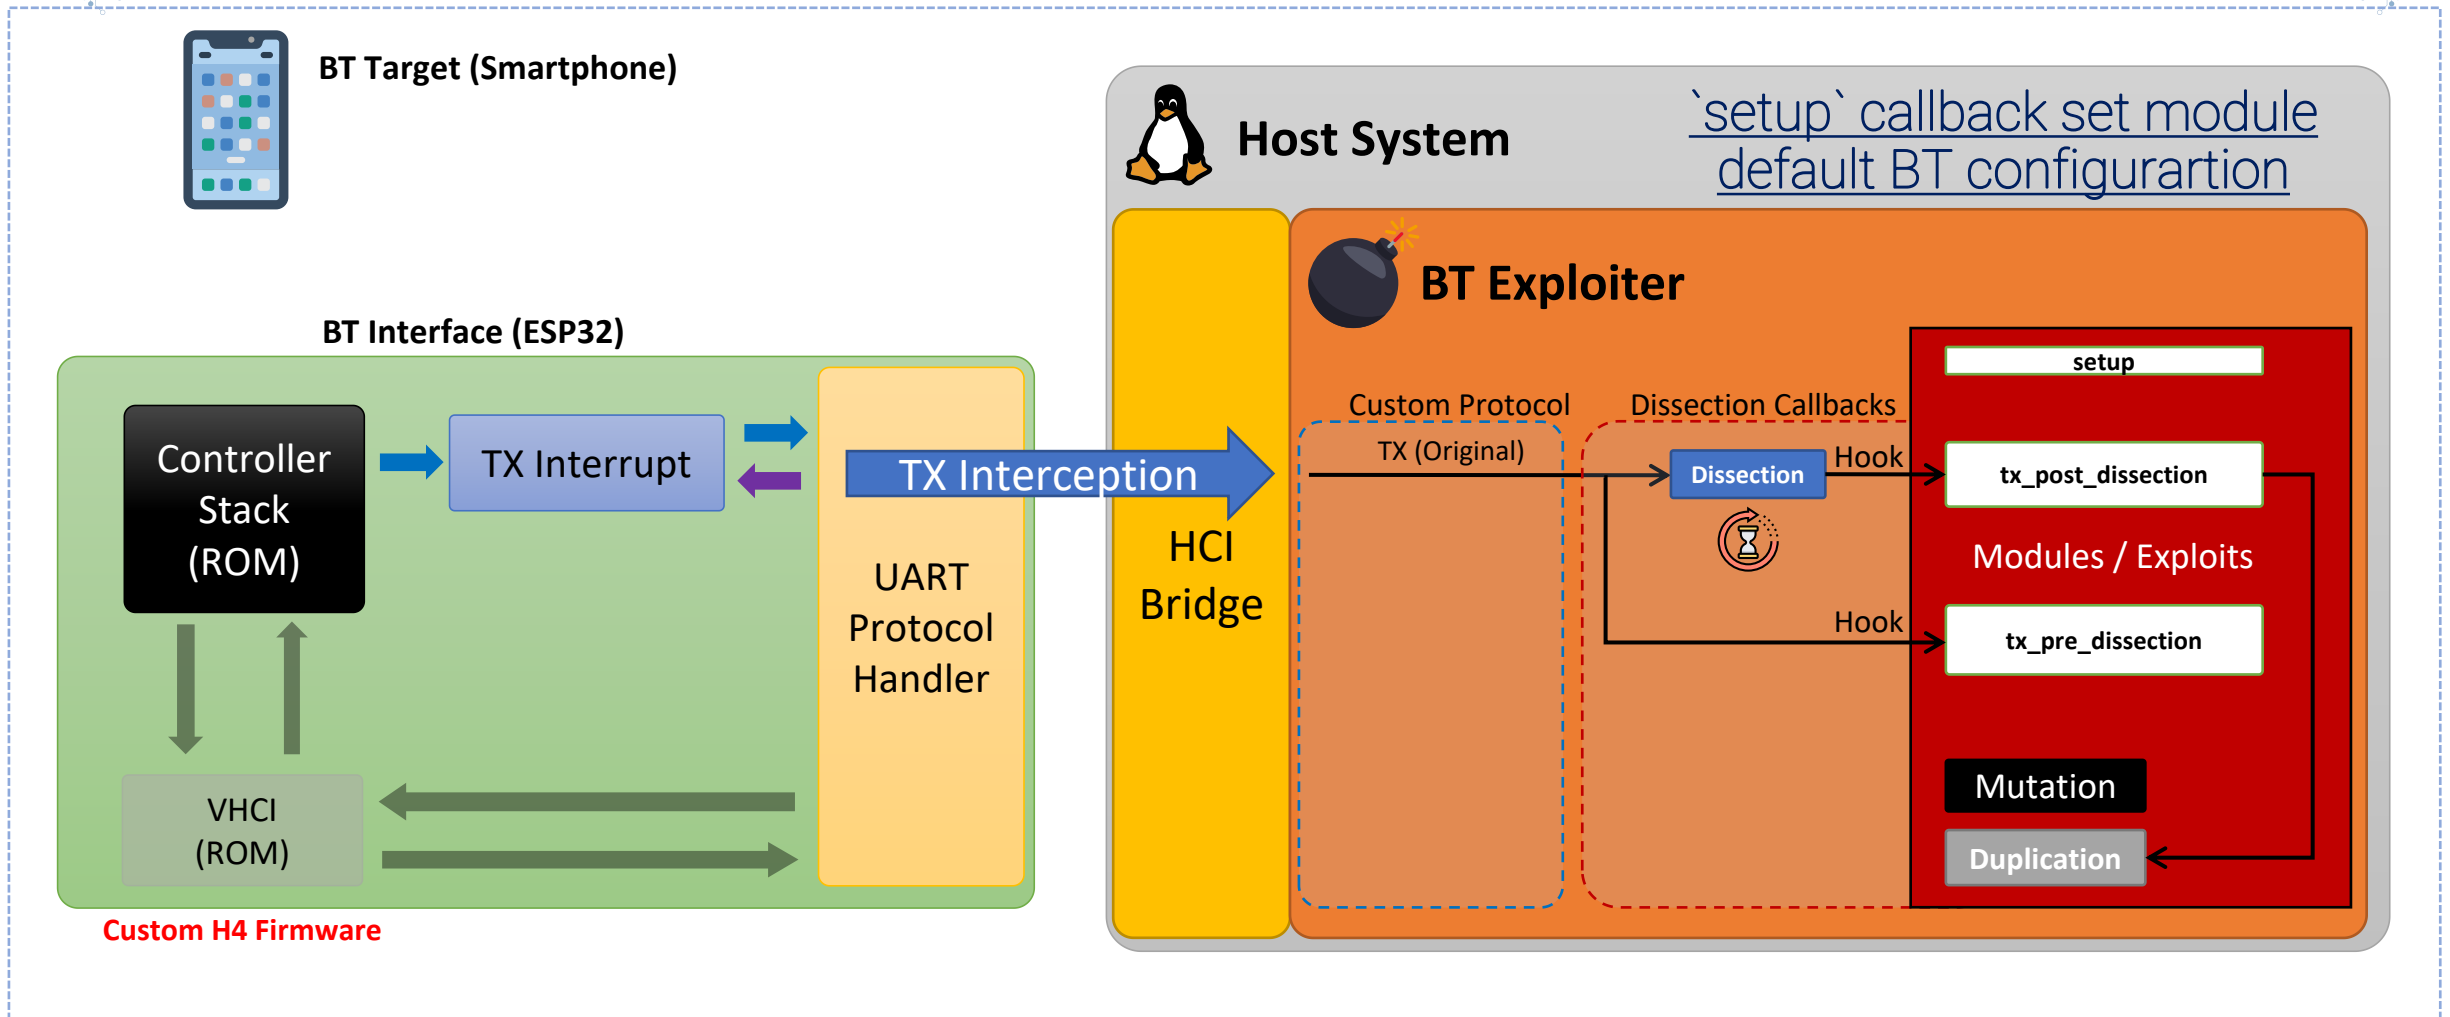 BT Target (Smartphone)
Host System
`setup` callback set module
default BT configurartion
BT Exploiter
BT Interface (ESP32)
Controller
Stack
(ROM)
TX Interrupt
UART
Protocol
Handler
VHCI
(ROM)
Custom H4 Firmware
TX Interception
HCI
Bridge
Custom Protocol
TX (Original)
Dissection Callbacks
Dissection
Hook
Hook
setup
tx_post_dissection
Modules / Exploits
tx_pre_dissection
Mutation
Duplication